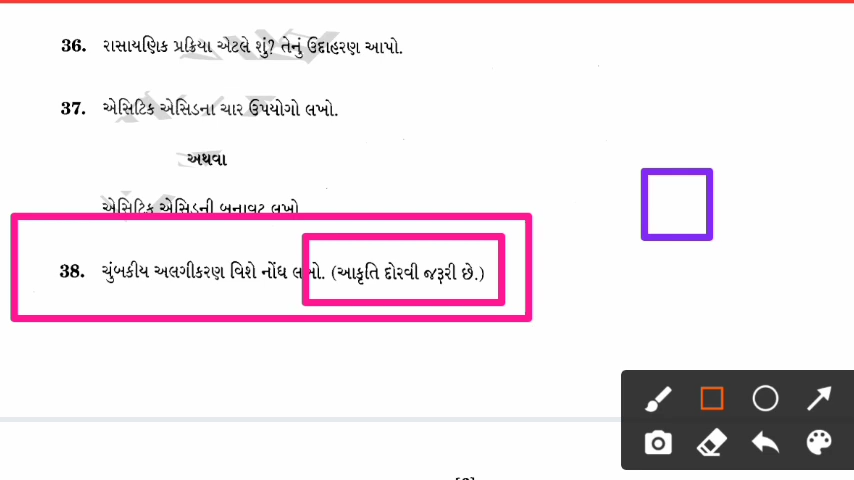 36. રાસાયણિક પ્રક્રિયા એટલે શું? તેનું ઉદાહરણ આપો.
37. એસિટિક એસિડના ચાર ઉપયોગો લખો.
અથવા
એસિટિક એસિડની બનાવટ લખો
38. ચુંબકીય અલગીકરણ વિશે નોંધ લખો. (આકૃતિ દોરવી જરૂરી છે.)